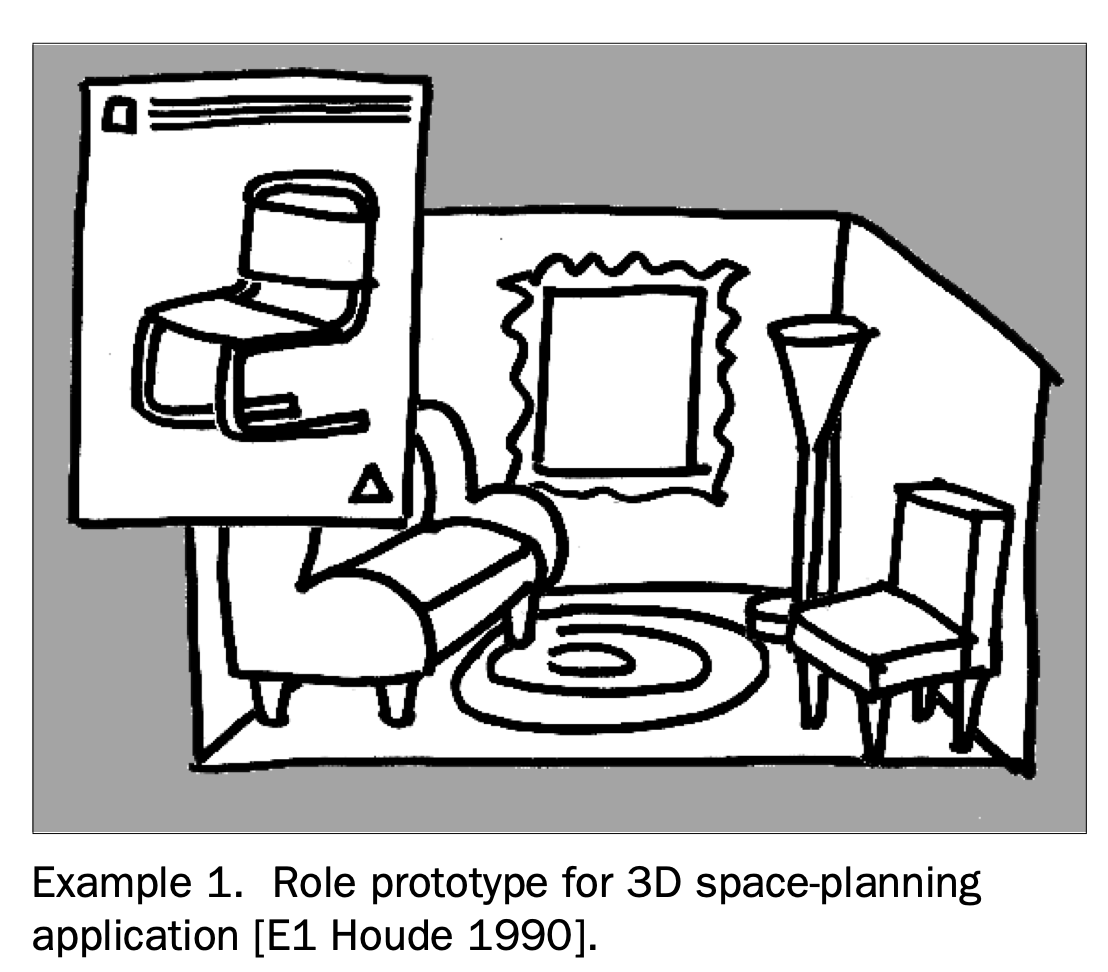 Example 1.  Role prototype for 3D space-planning
application [E1 Houde 1990].